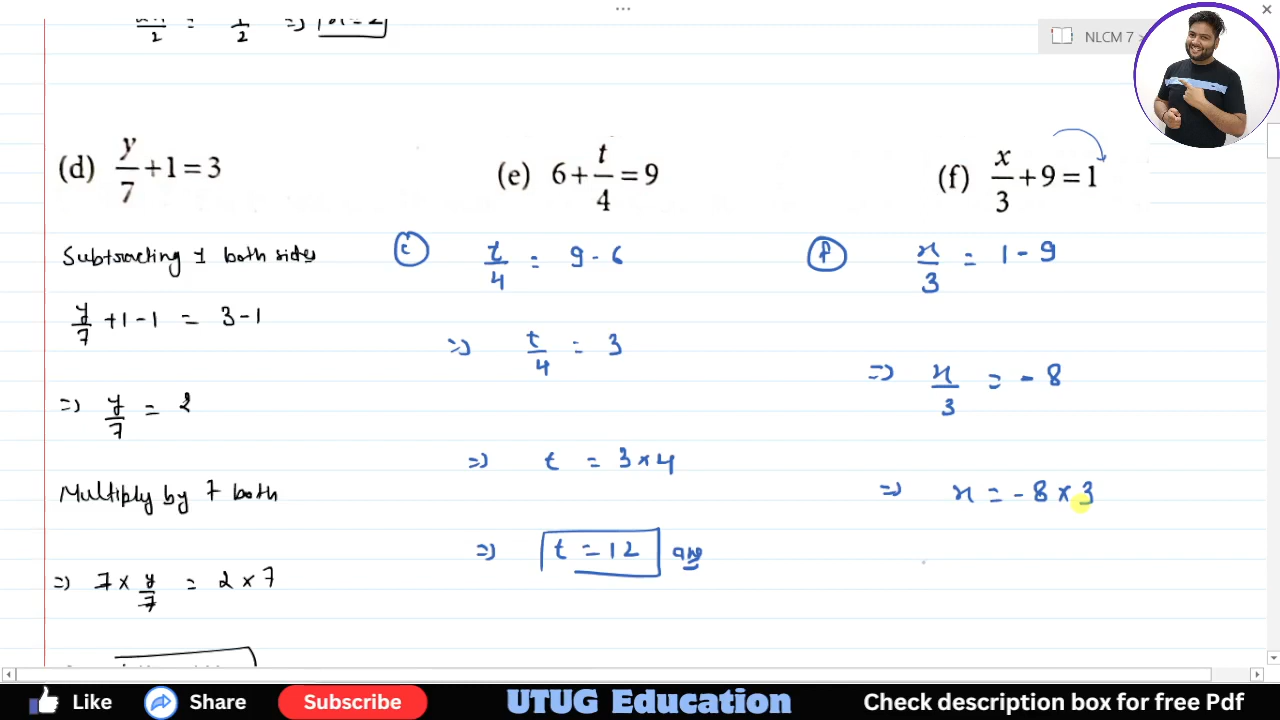 NLCM 7 >
(d) y/7 + 1 = 3
(e) 6 + t/4 = 9
(f) x/3 + 9 = 1
Subtracting 1 both sides
y/7 + 1 - 1 = 3 - 1
=> y/7 = 2
Multiply by 7 both
=> 7 × y/7 = 2 × 7
t/4 = 9 - 6
=> t/4 = 3
=> t = 3 × 4
=> t = 12 ans
(f) x/3 = 1 - 9
=> x/3 = - 8
=> x = - 8 × 3
Like
Share
Subscribe
UTUG Education
Check description box for free Pdf